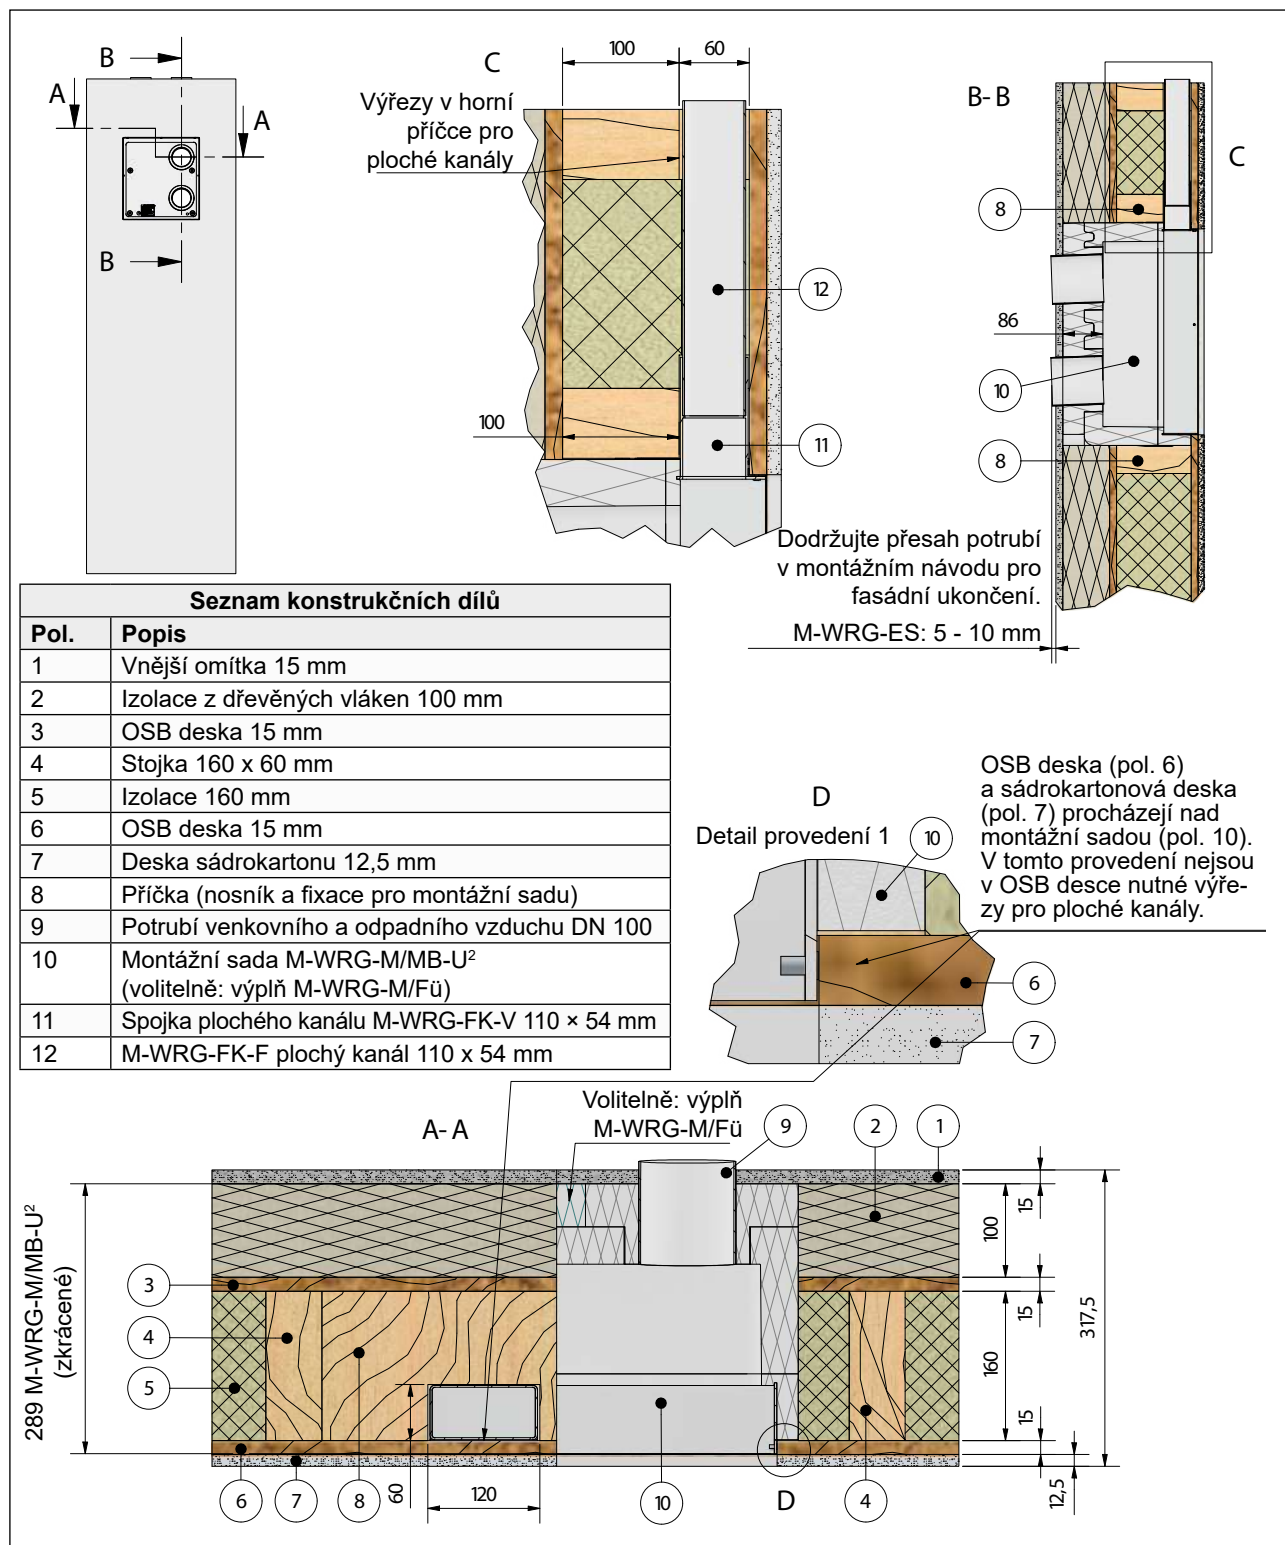 B
A
A
B
C
100
60
Výřezy v horní
příčce pro
ploché kanály
12
100
11
B-B
C
8
86
10
8
Dodržujte přesah potrubí
v montážním návodu pro
fasádní ukončení.
M-WRG-ES: 5 - 10 mm
Seznam konstrukčních dílů
Pol. Popis
1 Vnější omítka 15 mm
2 Izolace z dřevěných vláken 100 mm
3 OSB deska 15 mm
4 Stojka 160 x 60 mm
5 Izolace 160 mm
6 OSB deska 15 mm
7 Deska sádrokartonu 12,5 mm
8 Příčka (nosník a fixace pro montážní sadu)
9 Potrubí venkovního a odpadního vzduchu DN 100
10 Montážní sada M-WRG-M/MB-U²
(volitelně: výplň M-WRG-M/Fü)
11 Spojka plochého kanálu M-WRG-FK-V 110 × 54 mm
12 M-WRG-FK-F plochý kanál 110 x 54 mm
D
Detail provedení 1
10
6
7
OSB deska (pol. 6)
a sádrokartonová deska
(pol. 7) procházejí nad
montážní sadou (pol. 10).
V tomto provedení nejsou
v OSB desce nutné výře-
zy pro ploché kanály.
A-A
Volitelně: výplň
M-WRG-M/Fü
9
2
1
3
4
5
289 M-WRG-M/MB-U²
(zkrácené)
15
100
15
160
15
12,5
317,5
6
7
8
60
120
10
D
4